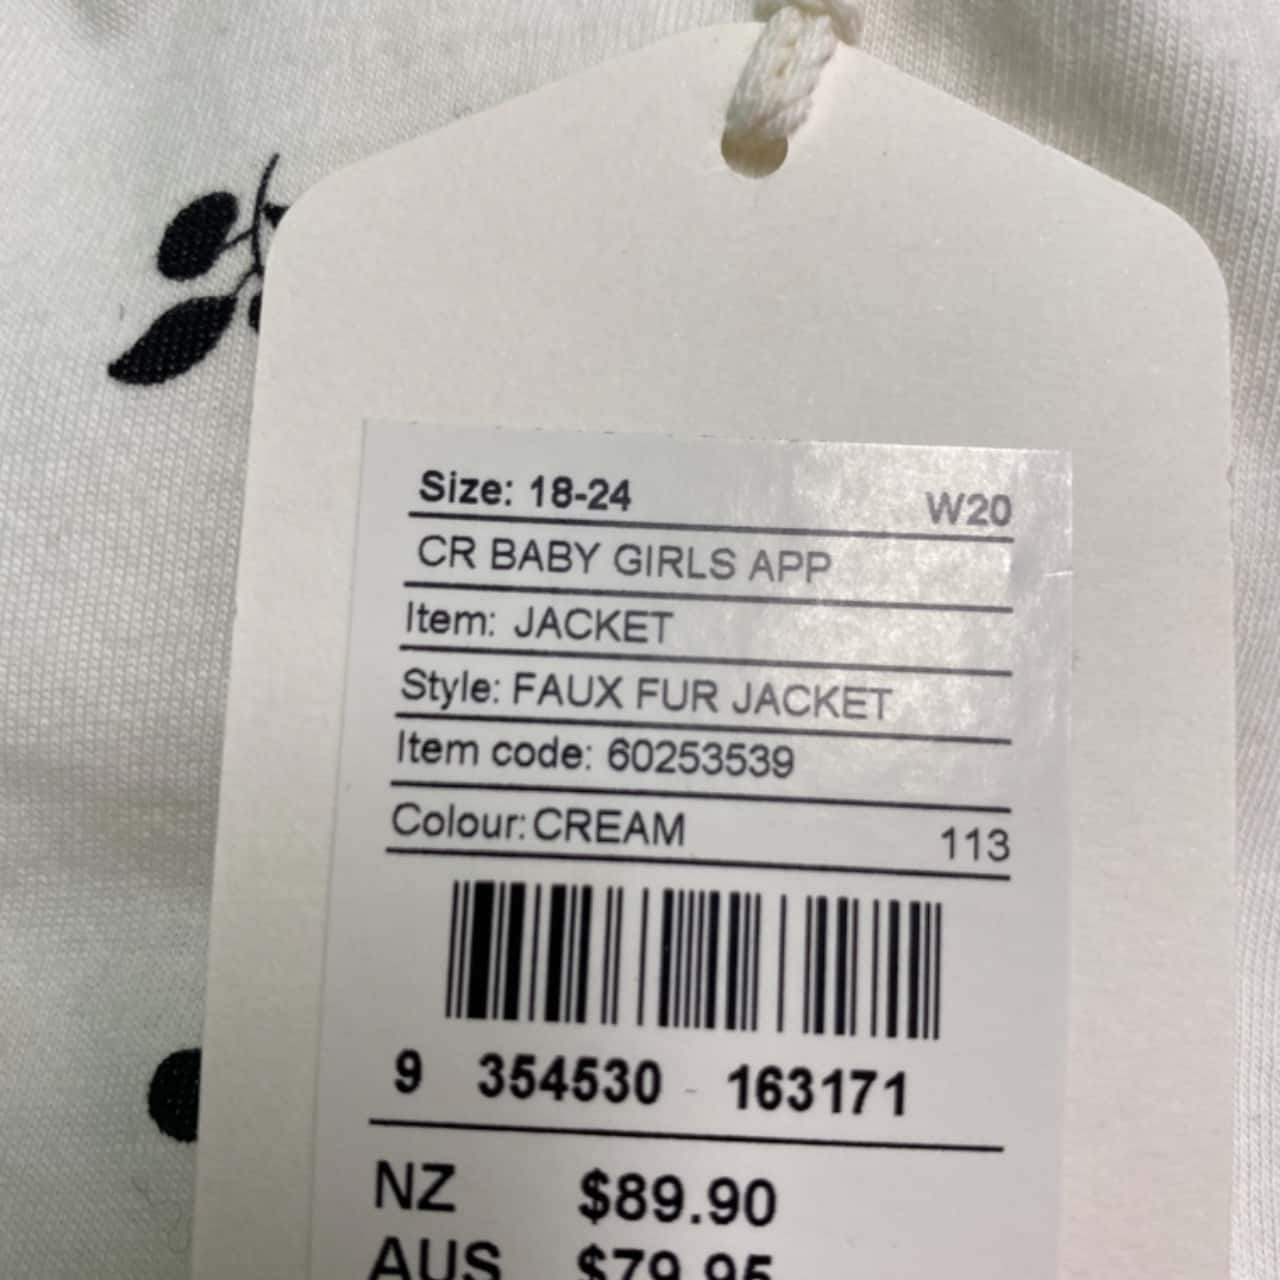 Size: 18-24 W20
CR BABY GIRLS APP
Item: JACKET
Style: FAUX FUR JACKET
Item code: 60253539
Colour: CREAM 113
9 354530 163171
NZ $89.90
AUS $79.95